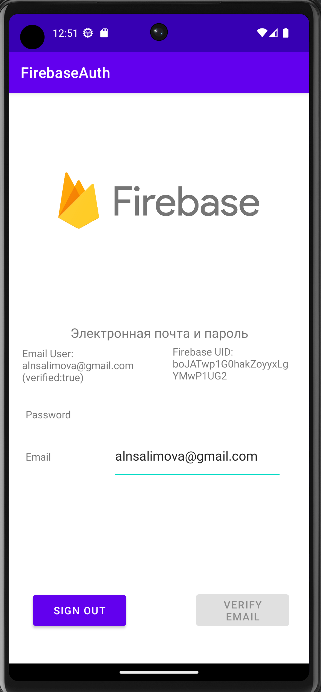 12:51
FirebaseAuth
Firebase
Электронная почта и пароль
Email User:
alnsalimova@gmail.com
(verified:true)
Firebase UID:
boJATwp1G0hakZoyyxLg
YMwP1UG2
Password
Email
alnsalimova@gmail.com
SIGN OUT
VERIFY
EMAIL